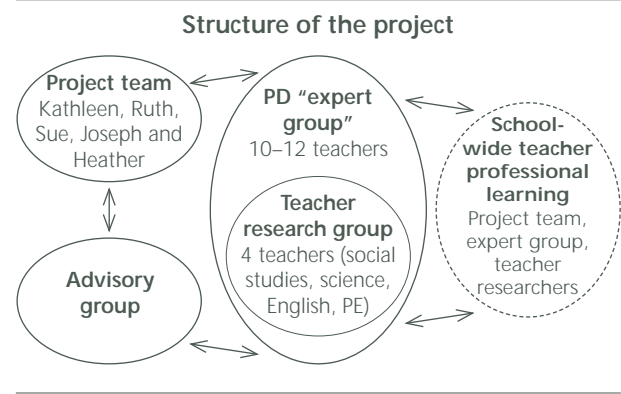 Structure of the project
Project team
Kathleen, Ruth,
Sue, Joseph and
Heather
Advisory
group
PD “expert
group”
10–12 teachers
Teacher
research group
4 teachers (social
studies, science,
English, PE)
School-
wide teacher
professional
learning
Project team,
expert group,
teacher
researchers